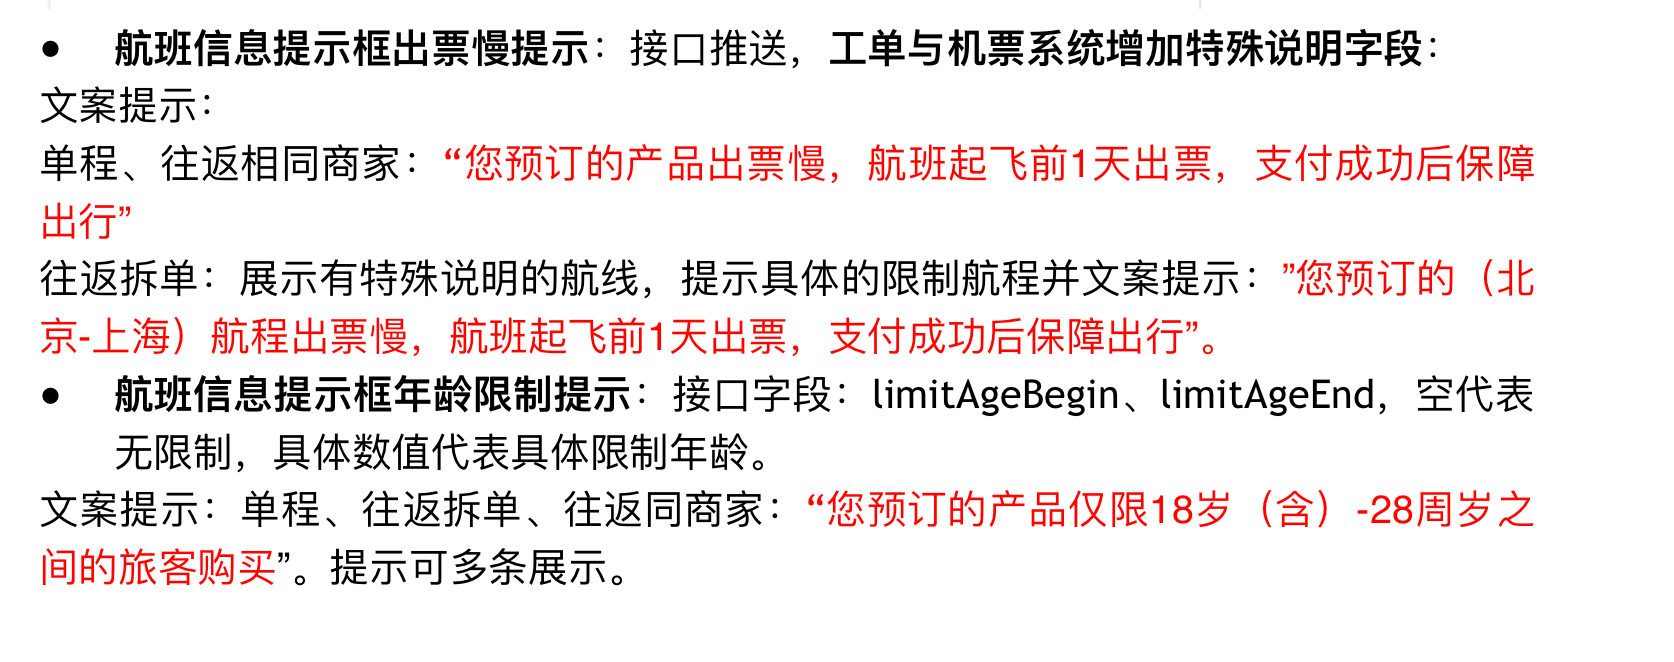 ● 航班信息提示框出票慢提示：接口推送，工单与机票系统增加特殊说明字段：
文案提示：
单程、往返相同商家：“您预订的产品出票慢，航班起飞前1天出票，支付成功后保障
出行”
往返拆单：展示有特殊说明的航线，提示具体的限制航程并文案提示：”您预订的（北
京-上海）航程出票慢，航班起飞前1天出票，支付成功后保障出行”。
● 航班信息提示框年龄限制提示：接口字段：limitAgeBegin、limitAgeEnd，空代表
无限制，具体数值代表具体限制年龄。
文案提示：单程、往返拆单、往返同商家：“您预订的产品仅限18岁（含）-28周岁之
间的旅客购买”。提示可多条展示。